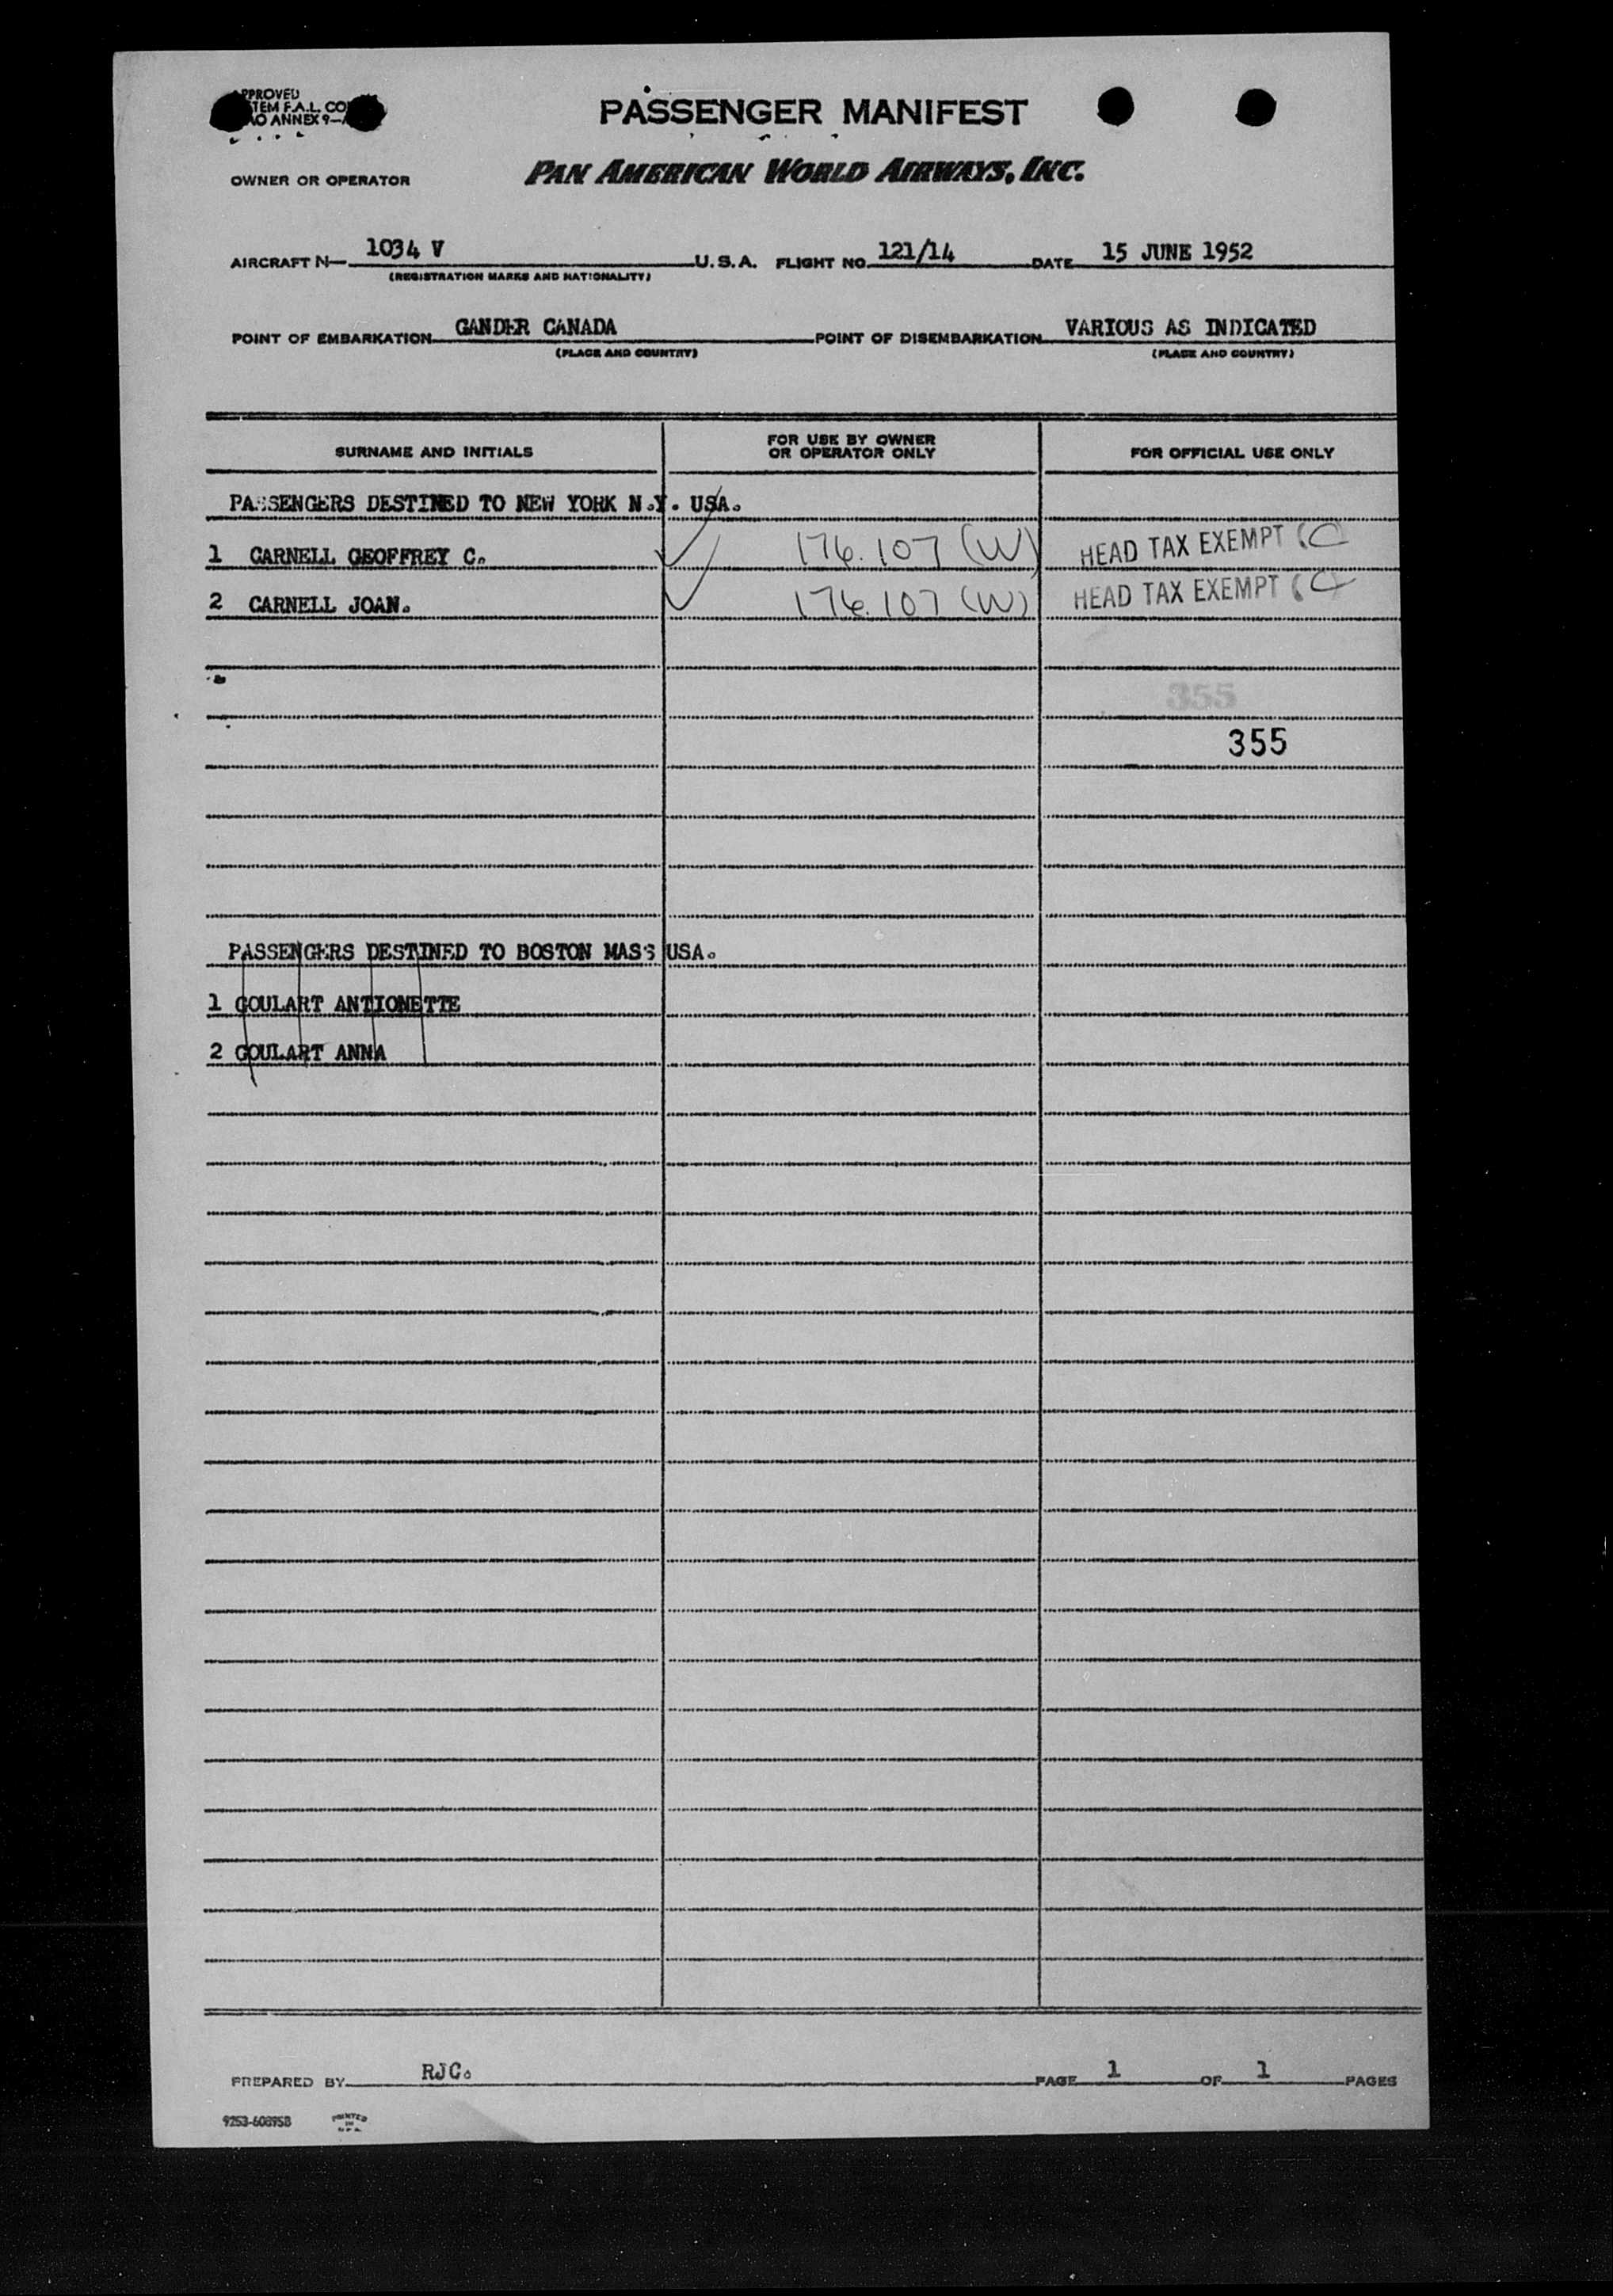 PASSENGER MANIFEST
OWNER OR OPERATOR PAN AMERICAN WORLD AIRWAYS, INC.
AIRCRAFT N— 1034 V U.S.A. FLIGHT NO. 121/14 DATE 15 JUNE 1952
(REGISTRATION MARKS AND NATIONALITY)
POINT OF EMBARKATION GANDER CANADA POINT OF DISEMBARKATION VARIOUS AS INDICATED
(PLACE AND COUNTRY) (PLACE AND COUNTRY)
SURNAME AND INITIALS FOR USE BY OWNER OR OPERATOR ONLY FOR OFFICIAL USE ONLY
PASSENGERS DESTINED TO NEW YORK N.Y. USA.
1 CARNELL GEOFFREY C. 176.107 (W) HEAD TAX EXEMPT
2 CARNELL JOAN. 176.107 (W) HEAD TAX EXEMPT
355
355
PASSENGERS DESTINED TO BOSTON MASS USA.
1 GOULART ANTIONETTE
2 GOULART ANNA
PREPARED BY RJC. PAGE 1 OF 1 PAGES
9253-60895B PRINTED IN